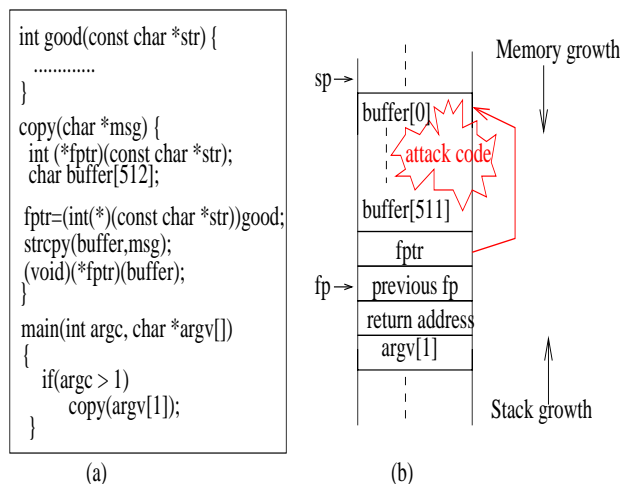 int good(const char *str) {
.............
}
copy(char *msg) {
int (*fptr)(const char *str);
char buffer[512];
fptr=(int(*)(const char *str))good;
strcpy(buffer,msg);
(void)(*fptr)(buffer);
}
main(int argc, char *argv[])
{
if(argc > 1)
copy(argv[1]);
}
(a)
sp
buffer[0]
attack code
buffer[511]
fptr
fp
previous fp
return address
argv[1]
Memory growth
Stack growth
(b)